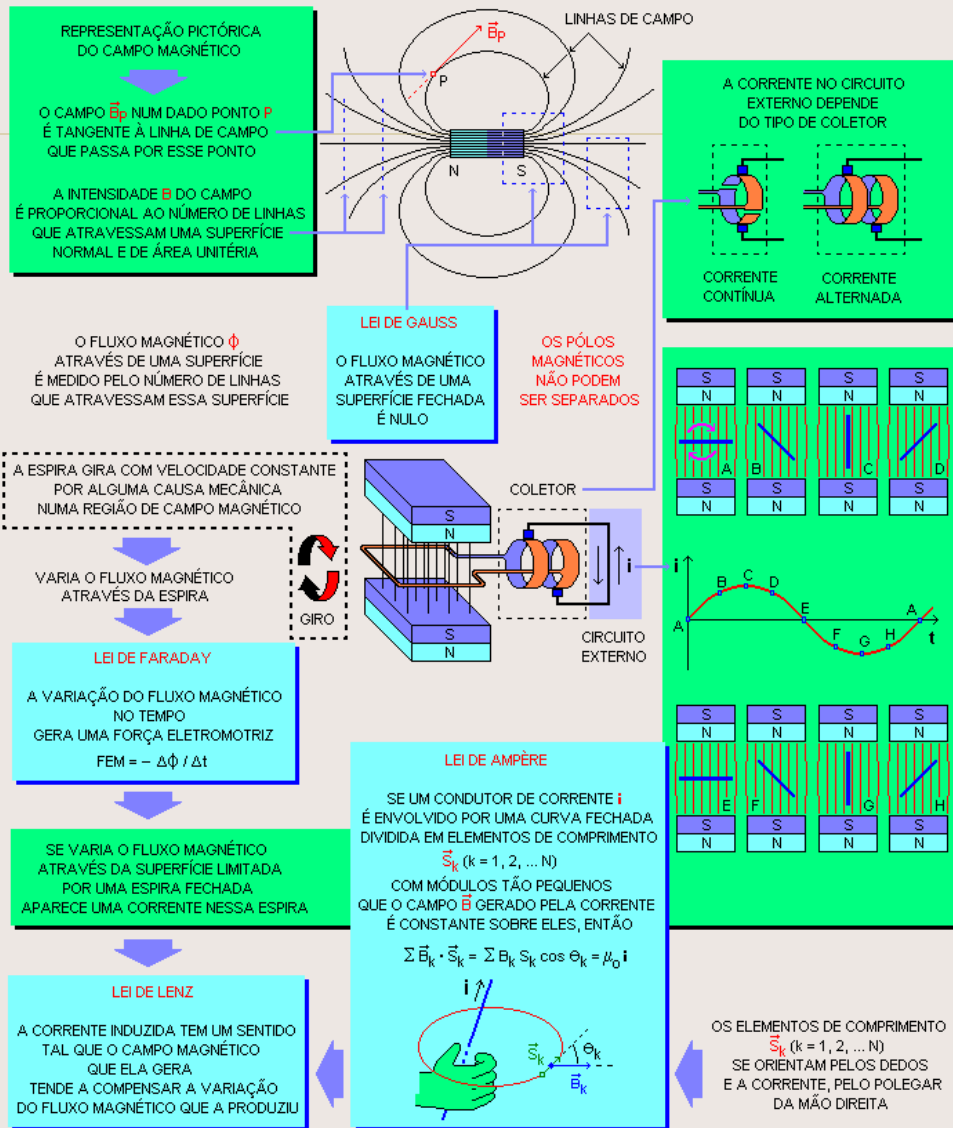 REPRESENTAÇÃO PICTÓRICA
DO CAMPO MAGNÉTICO
O CAMPO B⃗p NUM DADO PONTO P
É TANGENTE À LINHA DE CAMPO
QUE PASSA POR ESSE PONTO
A INTENSIDADE B DO CAMPO
É PROPORCIONAL AO NÚMERO DE LINHAS
QUE ATRAVESSAM UMA SUPERFÍCIE
NORMAL E DE ÁREA UNITÉRIA
LINHAS DE CAMPO
B⃗p
P
N S
A CORRENTE NO CIRCUITO
EXTERNO DEPENDE
DO TIPO DE COLETOR
CORRENTE
CONTÍNUA
CORRENTE
ALTERNADA
O FLUXO MAGNÉTICO ϕ
ATRAVÉS DE UMA SUPERFÍCIE
É MEDIDO PELO NÚMERO DE LINHAS
QUE ATRAVESSAM ESSA SUPERFÍCIE
LEI DE GAUSS
O FLUXO MAGNÉTICO
ATRAVÉS DE UMA
SUPERFÍCIE FECHADA
É NULO
OS PÓLOS
MAGNÉTICOS
NÃO PODEM
SER SEPARADOS
A ESPIRA GIRA COM VELOCIDADE CONSTANTE
POR ALGUMA CAUSA MECÂNICA
NUMA REGIÃO DE CAMPO MAGNÉTICO
GIRO
S
N
S
N
COLETOR
i
CIRCUITO
EXTERNO
S S S S
N N N N
A B C D
S S S S
N N N N
i
A B C D E F G H A
t
S S S S
N N N N
E F G H
S S S S
N N N N
VARIA O FLUXO MAGNÉTICO
ATRAVÉS DA ESPIRA
LEI DE FARADAY
A VARIAÇÃO DO FLUXO MAGNÉTICO
NO TEMPO
GERA UMA FORÇA ELETROMOTRIZ
FEM = − Δϕ / Δt
SE VARIA O FLUXO MAGNÉTICO
ATRAVÉS DA SUPERFÍCIE LIMITADA
POR UMA ESPIRA FECHADA
APARECE UMA CORRENTE NESSA ESPIRA
LEI DE LENZ
A CORRENTE INDUZIDA TEM UM SENTIDO
TAL QUE O CAMPO MAGNÉTICO
QUE ELA GERA
TENDE A COMPENSAR A VARIAÇÃO
DO FLUXO MAGNÉTICO QUE A PRODUZIU
LEI DE AMPÈRE
SE UM CONDUTOR DE CORRENTE i
É ENVOLVIDO POR UMA CURVA FECHADA
DIVIDIDA EM ELEMENTOS DE COMPRIMENTO
S⃗k (k = 1, 2, ... N)
COM MÓDULOS TÃO PEQUENOS
QUE O CAMPO B⃗ GERADO PELA CORRENTE
É CONSTANTE SOBRE ELES, ENTÃO
Σ B⃗k · S⃗k = Σ Bk Sk cos Θk = μo i
i
S⃗k
Θk
B⃗k
OS ELEMENTOS DE COMPRIMENTO
S⃗k (k = 1, 2, ... N)
SE ORIENTAM PELOS DEDOS
E A CORRENTE, PELO POLEGAR
DA MÃO DIREITA